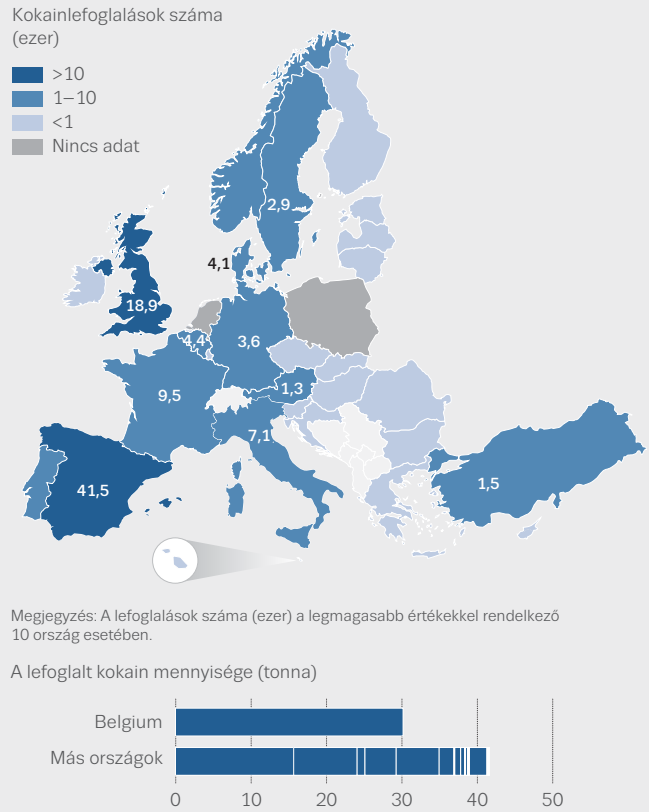 Kokainlefoglalások száma
(ezer)
>10
1–10
<1
Nincs adat
2,9
4,1
18,9
4,4
3,6
9,5
1,3
7,1
41,5
1,5
Megjegyzés: A lefoglalások száma (ezer) a legmagasabb értékekkel rendelkező
10 ország esetében.
A lefoglalt kokain mennyisége (tonna)
Belgium
Más országok
0 10 20 30 40 50